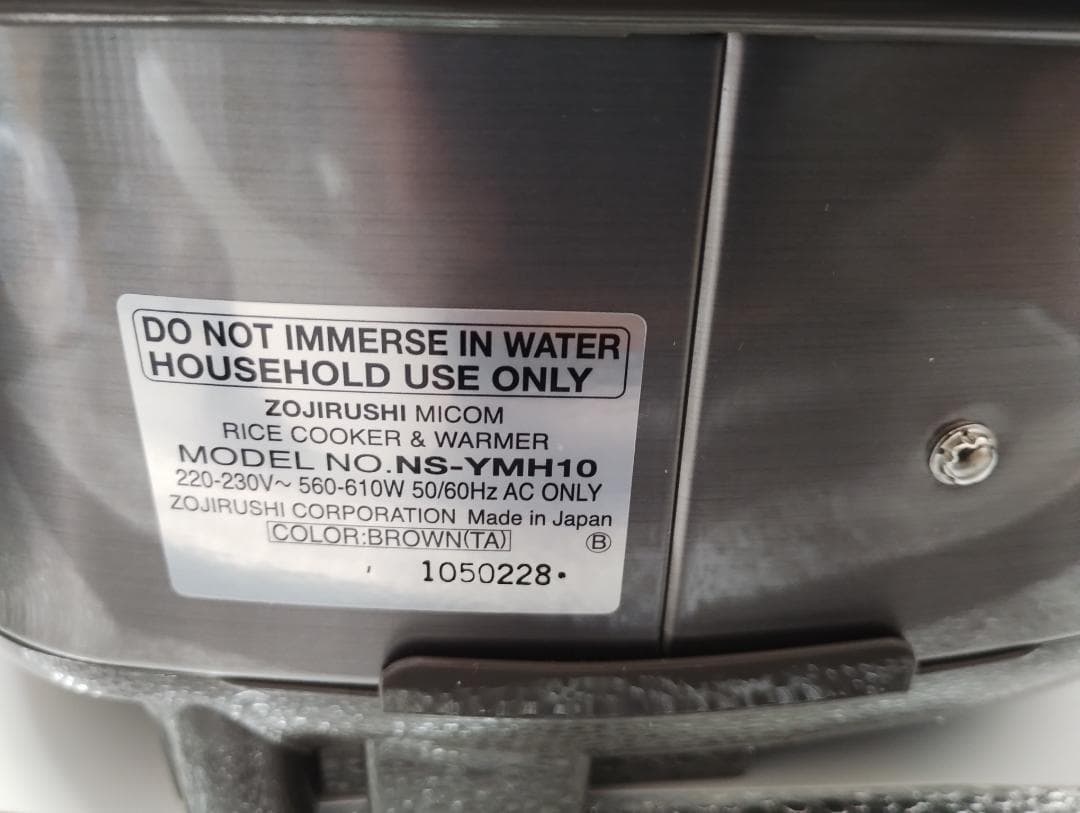 DO NOT IMMERSE IN WATER
HOUSEHOLD USE ONLY
ZOJIRUSHI MICOM
RICE COOKER & WARMER
MODEL NO.NS-YMH10
220-230V~ 560-610W 50/60Hz AC ONLY
ZOJIRUSHI CORPORATION Made in Japan
COLOR:BROWN(TA) Ⓑ
1050228•